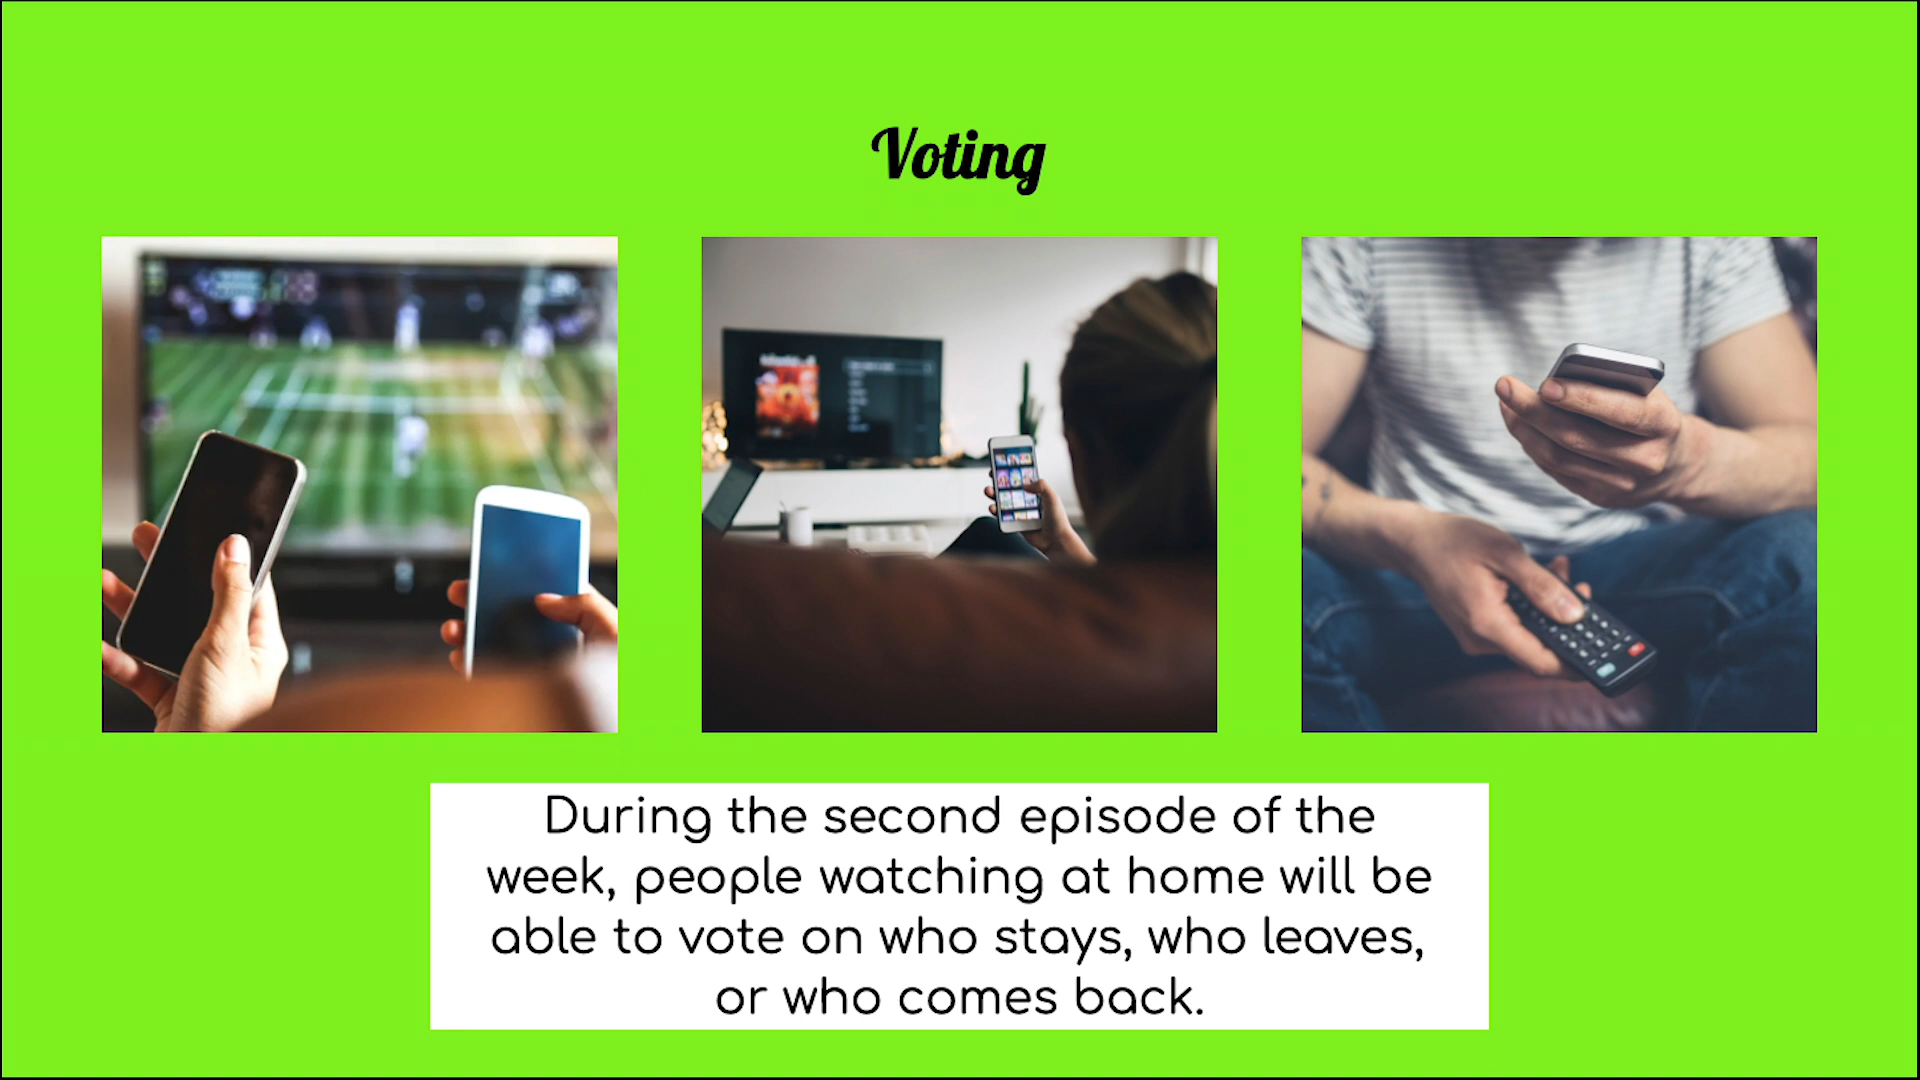 Voting
During the second episode of the
week, people watching at home will be
able to vote on who stays, who leaves,
or who comes back.